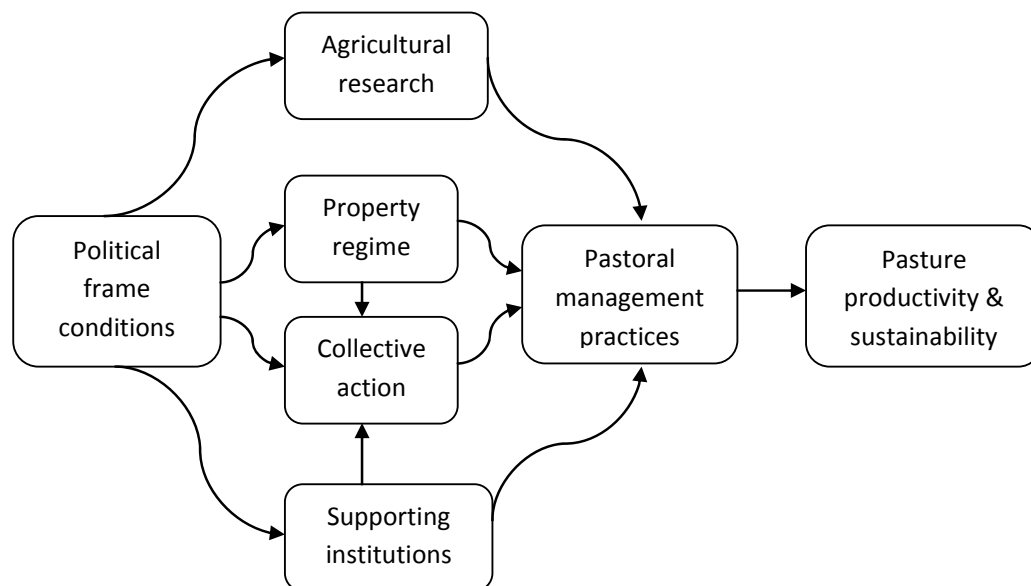 Agricultural
research
Property
regime
Political
frame
conditions
Collective
action
Supporting
institutions
Pastoral
management
practices
Pasture
productivity &
sustainability